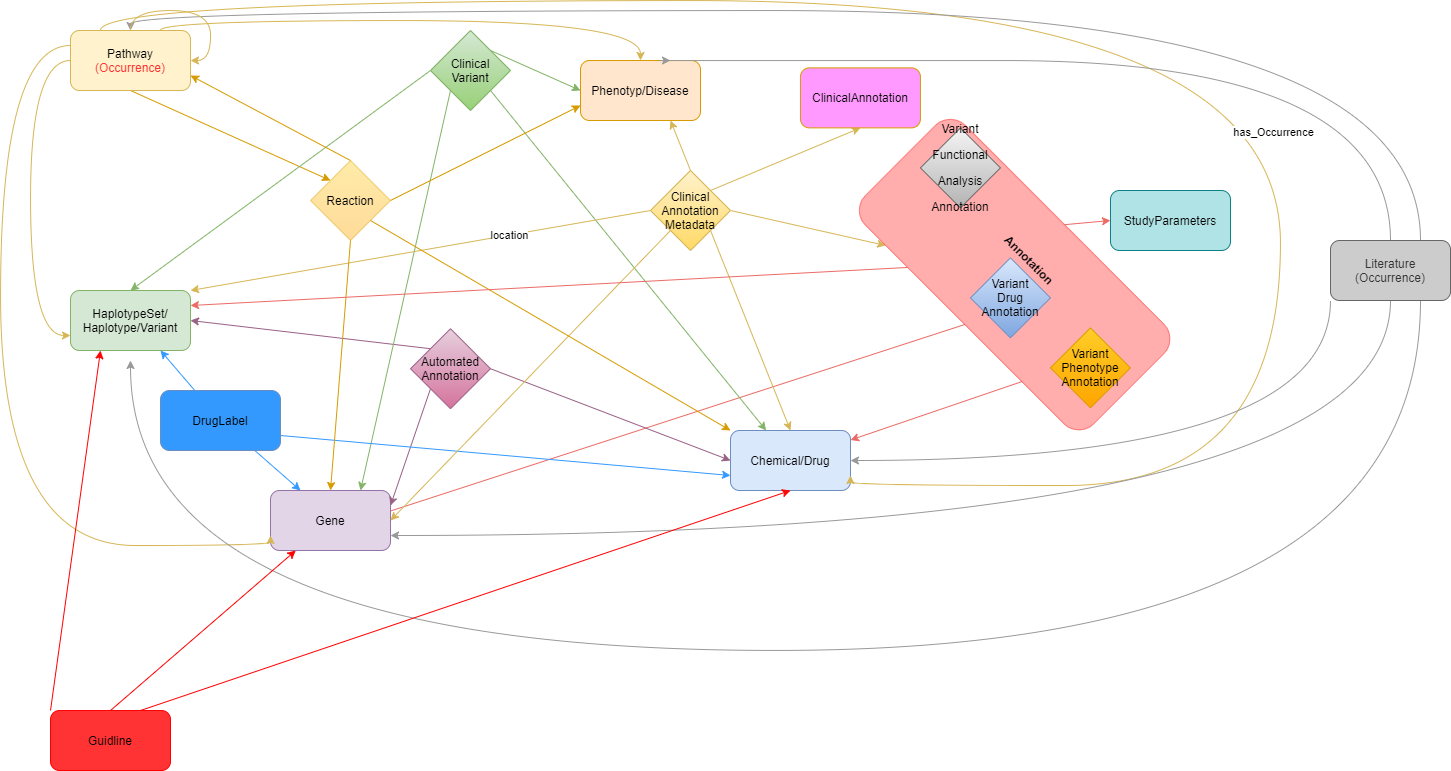 Pathway
(Occurrence)
Clinical
Variant
Phenotyp/Disease
ClinicalAnnotation
Variant
Functional
Analysis
Annotation
has_Occurrence
Reaction
Clinical
Annotation
Metadata
StudyParameters
location
Annotation
Literature
(Occurrence)
HaplotypeSet/
Haplotype/Variant
Variant
Drug
Annotation
Automated
Annotation
Variant
Phenotype
Annotation
DrugLabel
Chemical/Drug
Gene
Guidline